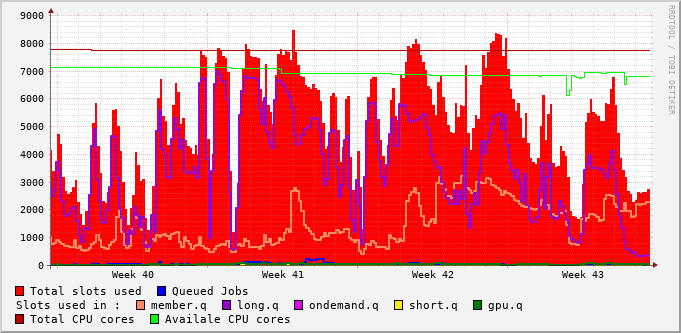 9000
8000
7000
6000
5000
4000
3000
2000
1000
0
Week 40 Week 41 Week 42 Week 43
RRDTOOL / TOBI OETIKER
Total slots used Queued Jobs
Slots used in : member.q long.q ondemand.q short.q gpu.q
Total CPU cores Availale CPU cores